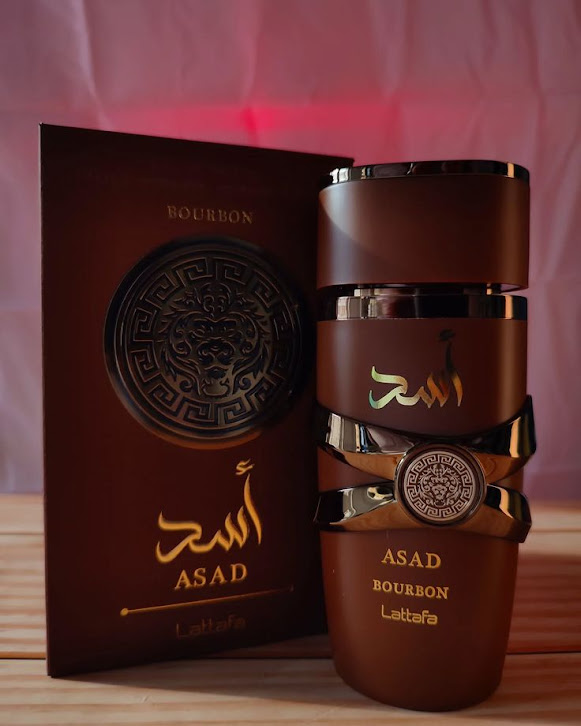 BOURBON
أسد
ASAD
Lattafa
أسد
ASAD
BOURBON
Lattafa